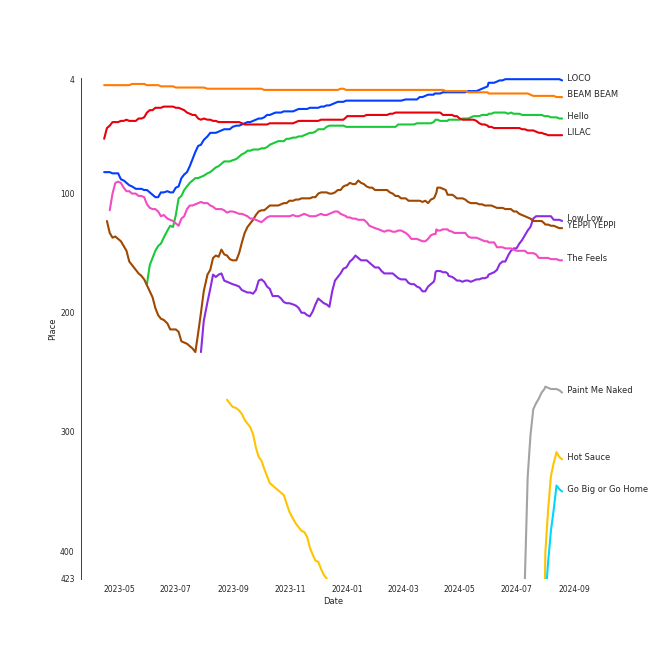 4
100
200
300
400
423
Place
2023-05
2023-07
2023-09
2023-11
2024-01
2024-03
2024-05
2024-07
2024-09
Date
LOCO
BEAM BEAM
Hello
LILAC
Low Low
YEPPI YEPPI
The Feels
Paint Me Naked
Hot Sauce
Go Big or Go Home